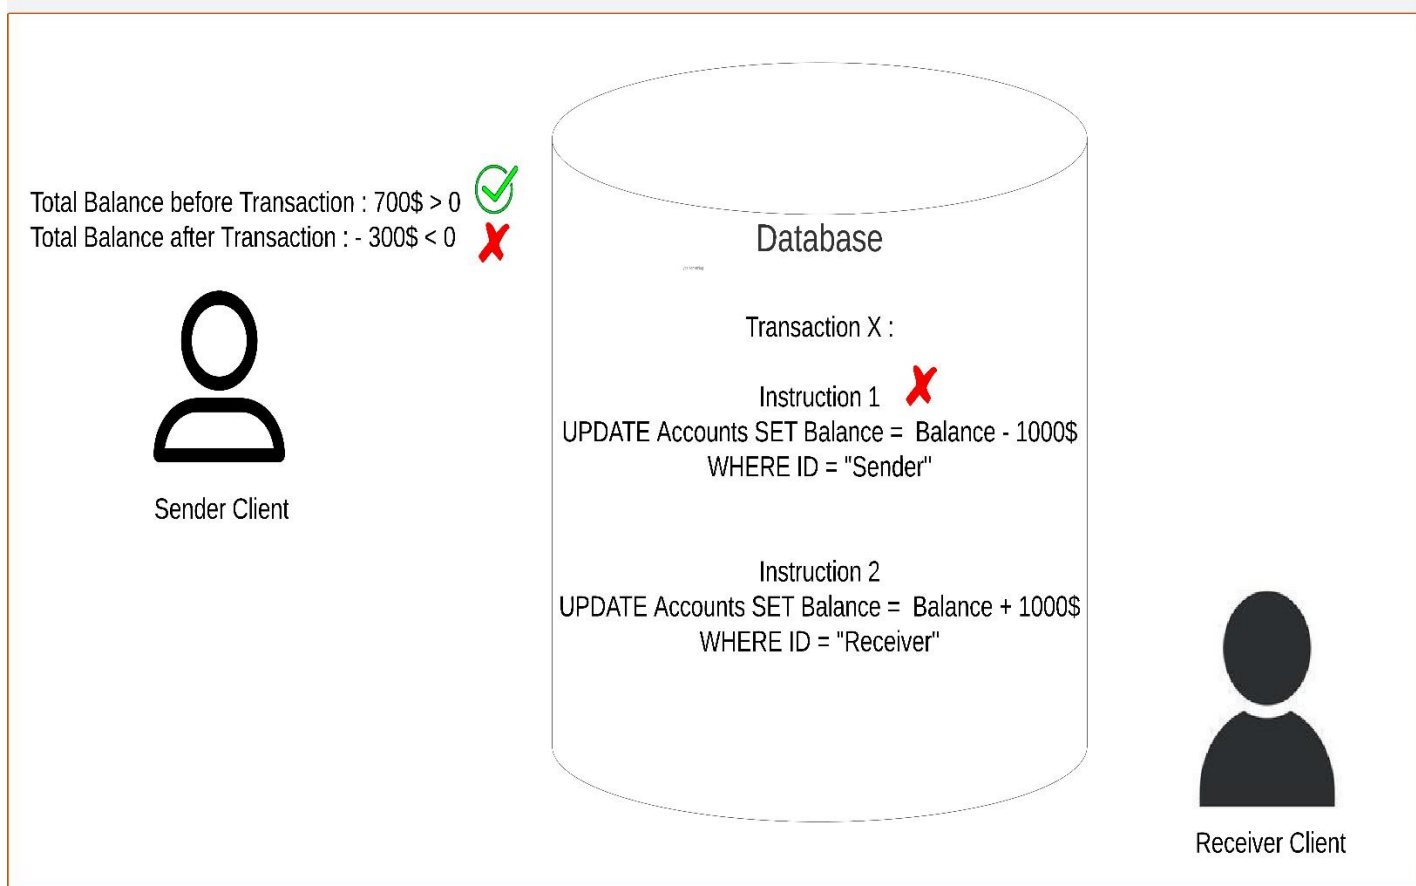 Total Balance before Transaction : 700$ > 0
Total Balance after Transaction : - 300$ < 0
Sender Client
Database
Transaction X :
Instruction 1
UPDATE Accounts SET Balance =  Balance - 1000$
WHERE ID = "Sender"
Instruction 2
UPDATE Accounts SET Balance =  Balance + 1000$
WHERE ID = "Receiver"
Receiver Client